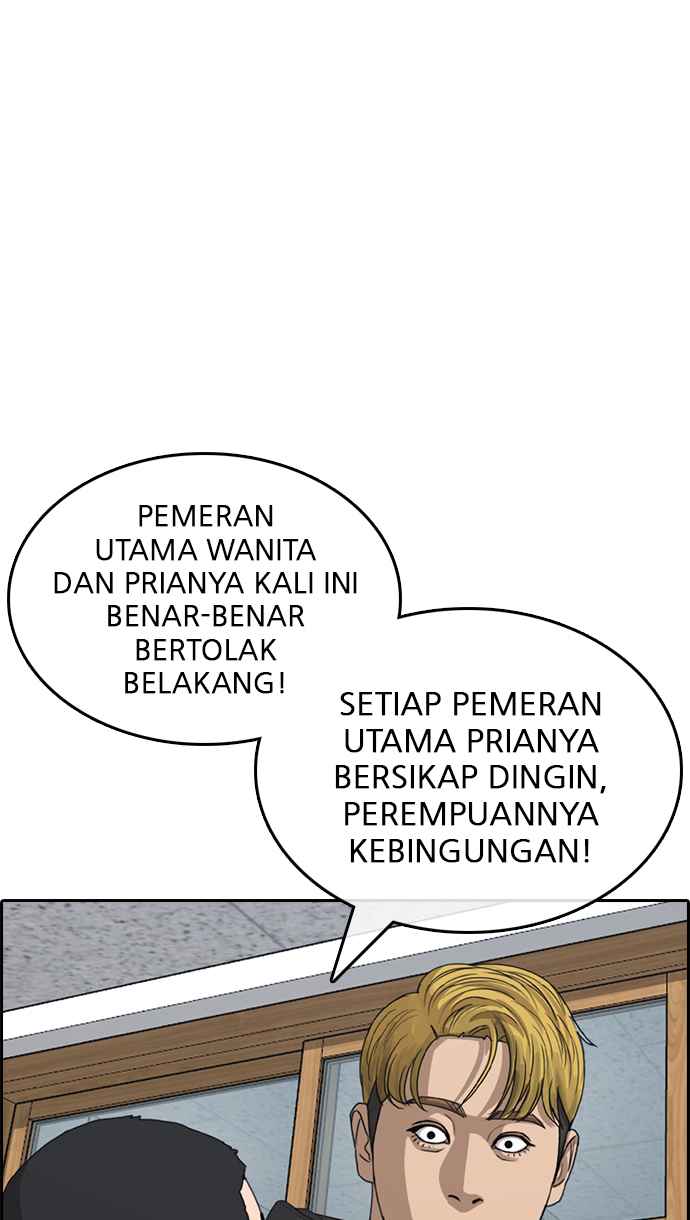 PEMERAN
UTAMA WANITA
DAN PRIANYA KALI INI
BENAR-BENAR
BERTOLAK
BELAKANG!
SETIAP PEMERAN
UTAMA PRIANYA
BERSIKAP DINGIN,
PEREMPUANNYA
KEBINGUNGAN!